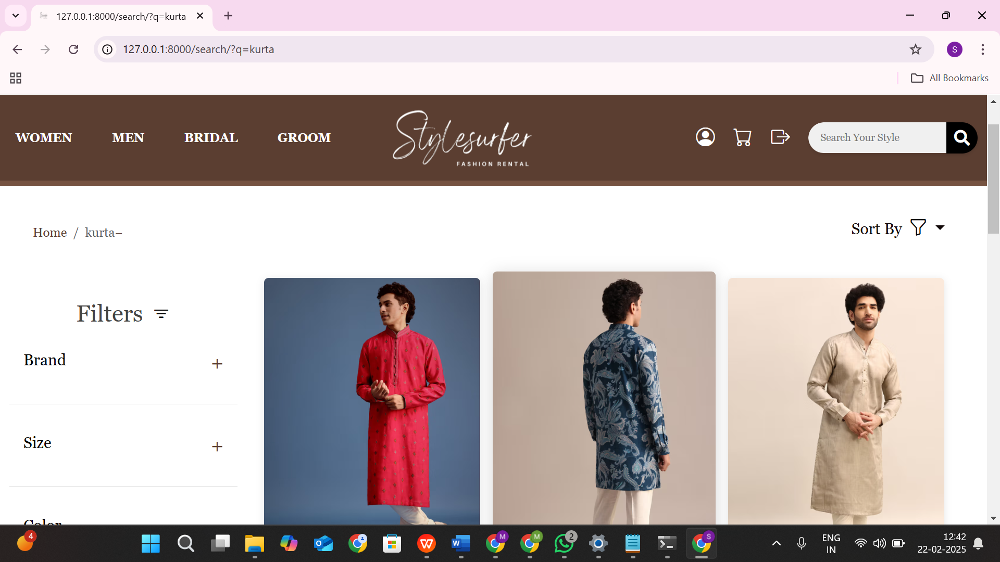 127.0.0.1:8000/search/?q=kurta
127.0.0.1:8000/search/?q=kurta
S
All Bookmarks
WOMEN MEN BRIDAL GROOM
Stylesurfer
FASHION RENTAL
Search Your Style
Home / kurta–
Sort By
Filters
Brand +
Size +
Color
4
W
M
M
2
S
ENG
IN
12:42
22-02-2025